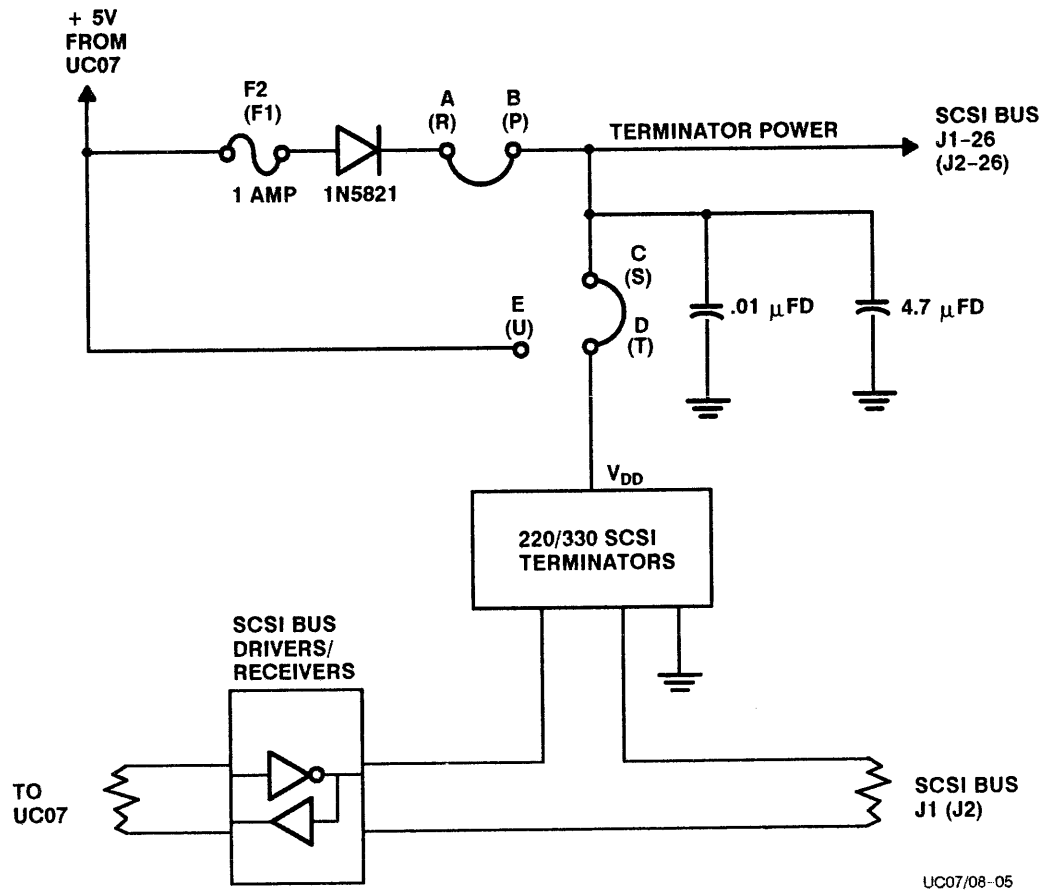 + 5V
FROM
UC07
F2
(F1)
1 AMP
1N5821
A
(R)
B
(P)
TERMINATOR POWER
SCSI BUS
J1-26
(J2-26)
C
(S)
D
(T)
E
(U)
.01 μFD
4.7 μFD
VDD
220/330 SCSI
TERMINATORS
SCSI BUS
DRIVERS/
RECEIVERS
TO
UC07
SCSI BUS
J1 (J2)
UC07/08-05